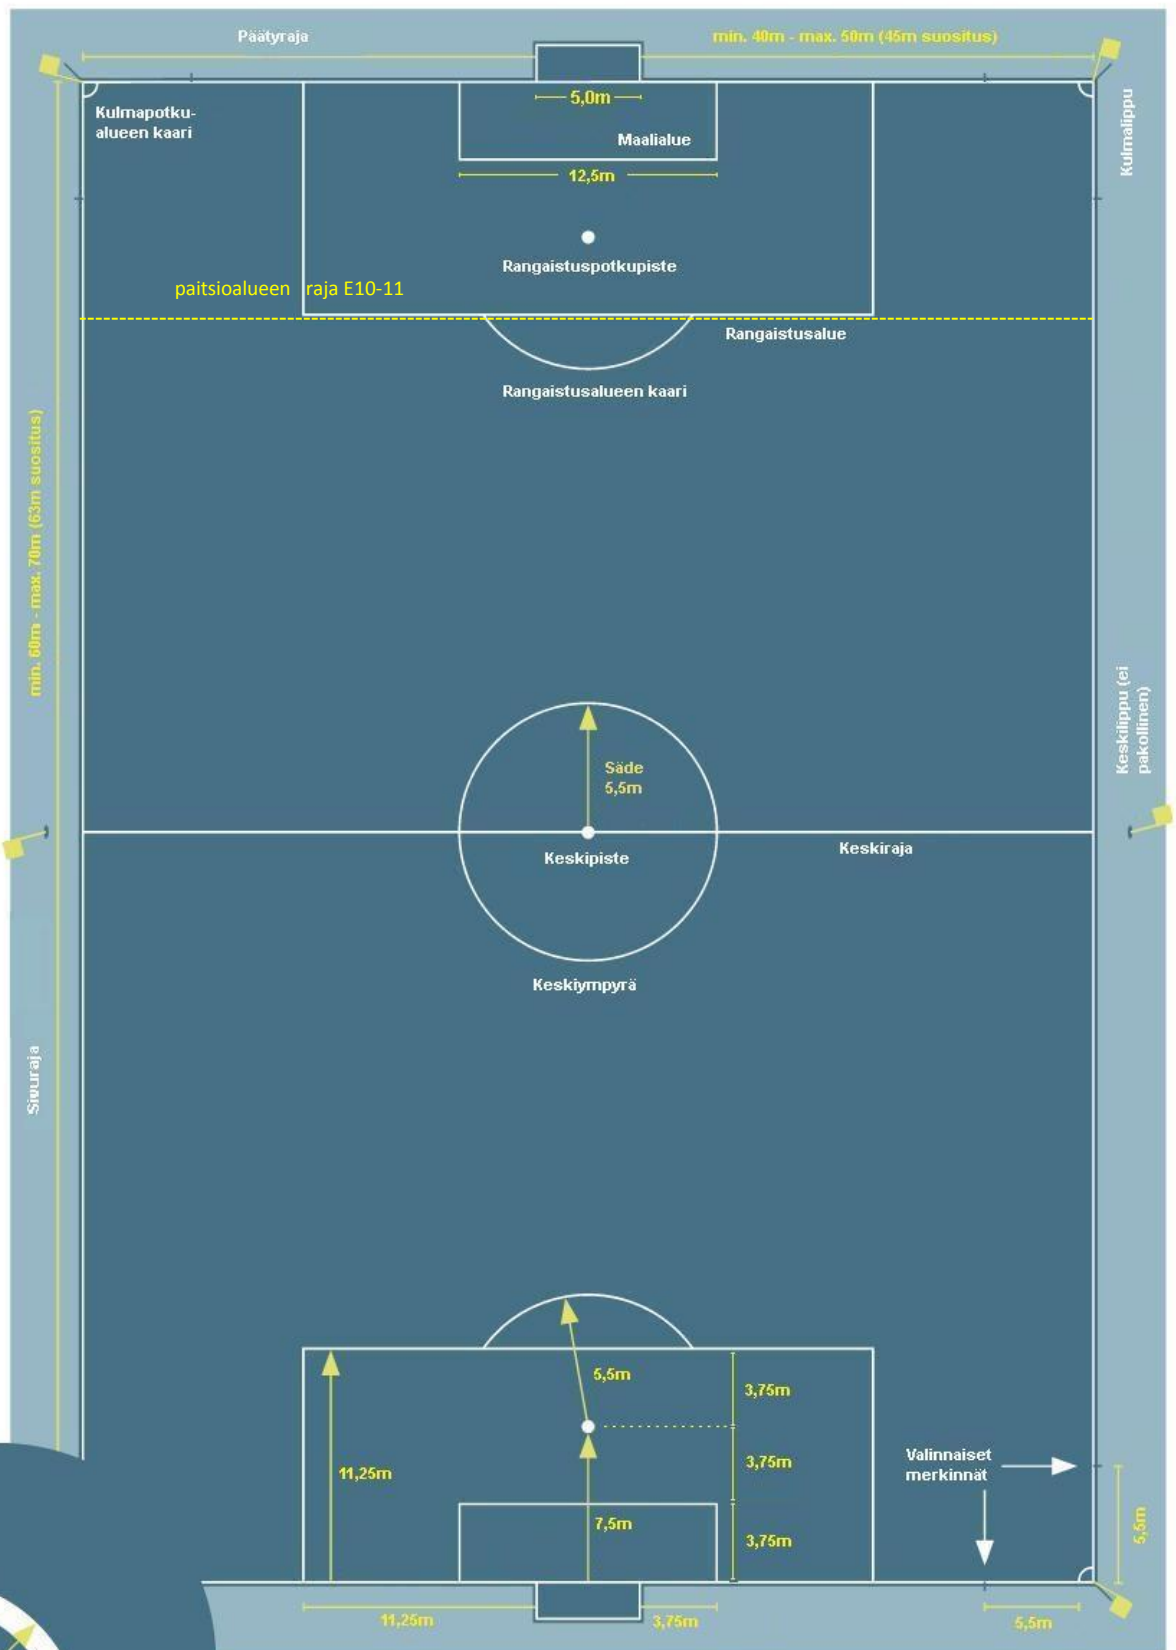 Päätyraja
min. 40m - max. 50m (45m suositus)
Kulmapotku-
alueen kaari
5,0m
Maalialue
Kulmalippu
12,5m
Rangaistuspotkupiste
paitsioalueen raja E10-11
Rangaistusalue
Rangaistusalueen kaari
min. 60m - max. 70m (63m suositus)
Keskilippu (ei
pakollinen)
Säde
5,5m
Keskipiste
Keskiraja
Keskiympyrä
Sivuraja
5,5m
3,75m
11,25m
3,75m
Valinnaiset
merkinnät
7,5m
3,75m
5,5m
11,25m
3,75m
5,5m